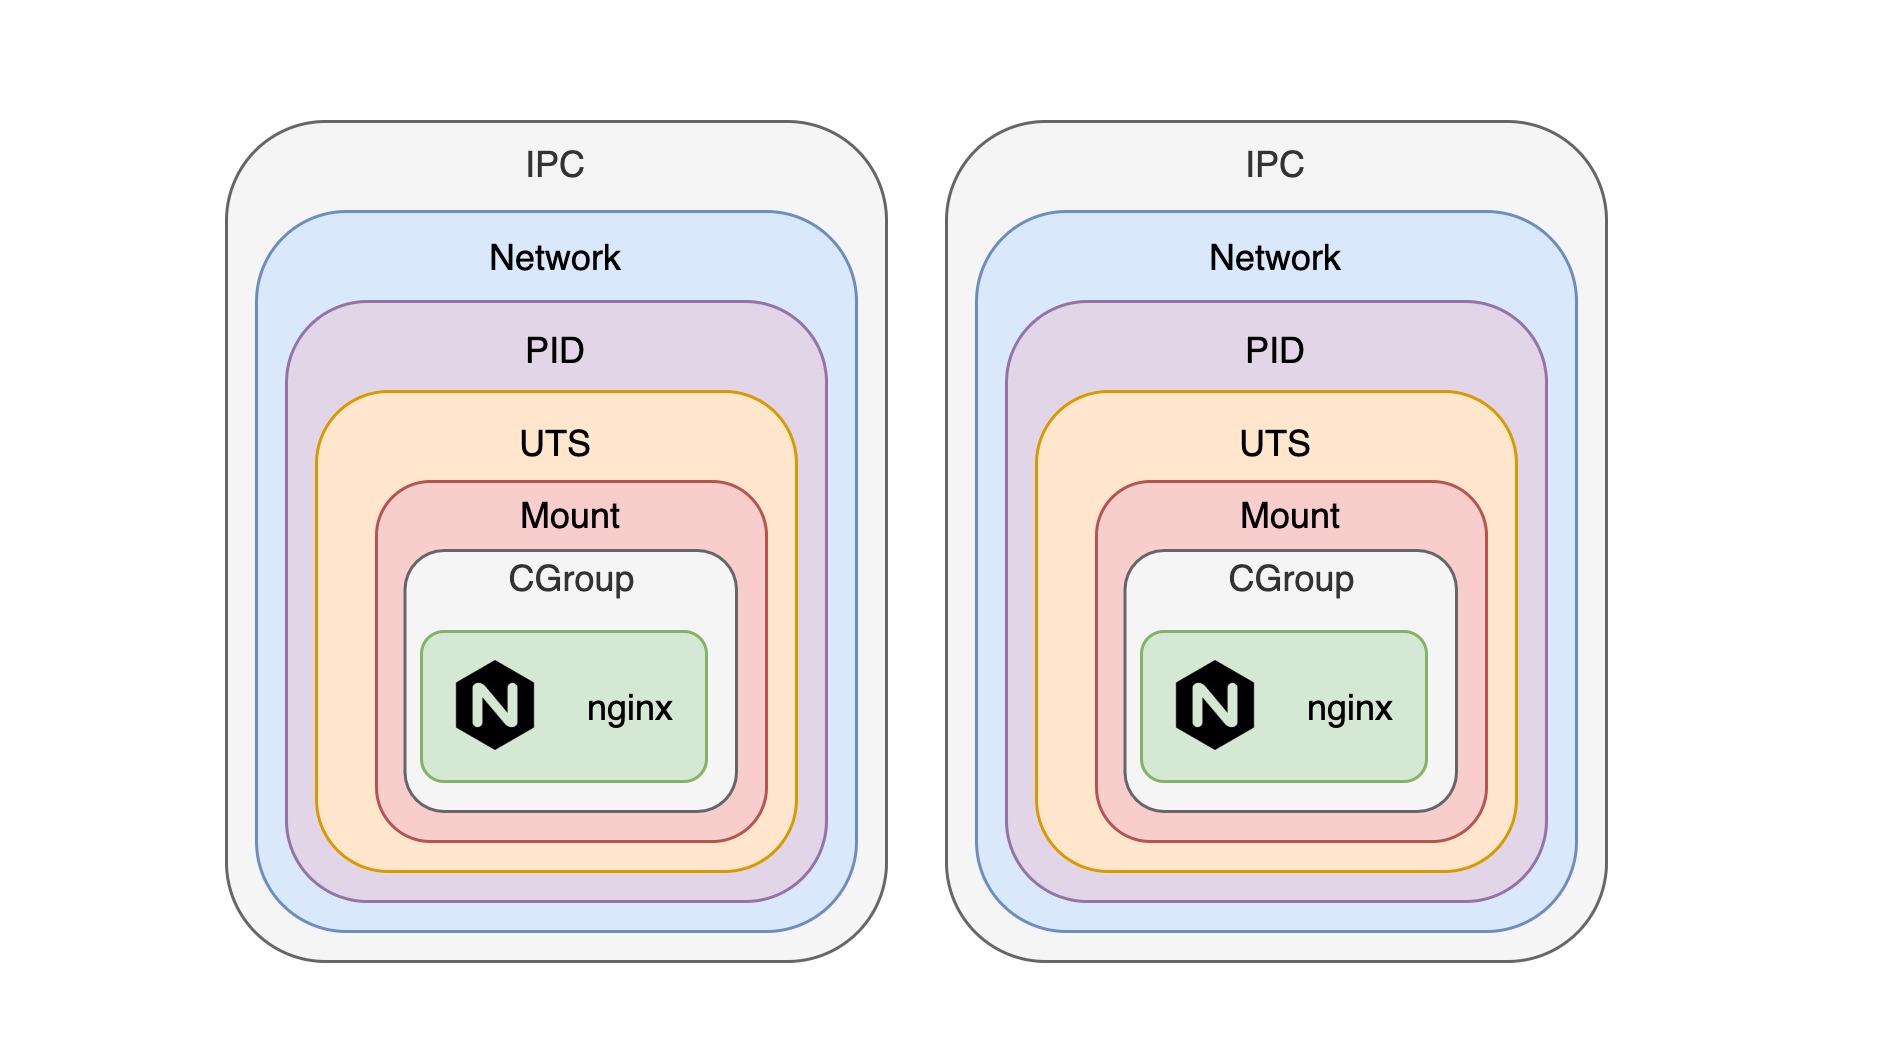 IPC
Network
PID
UTS
Mount
CGroup
N nginx
IPC
Network
PID
UTS
Mount
CGroup
N nginx